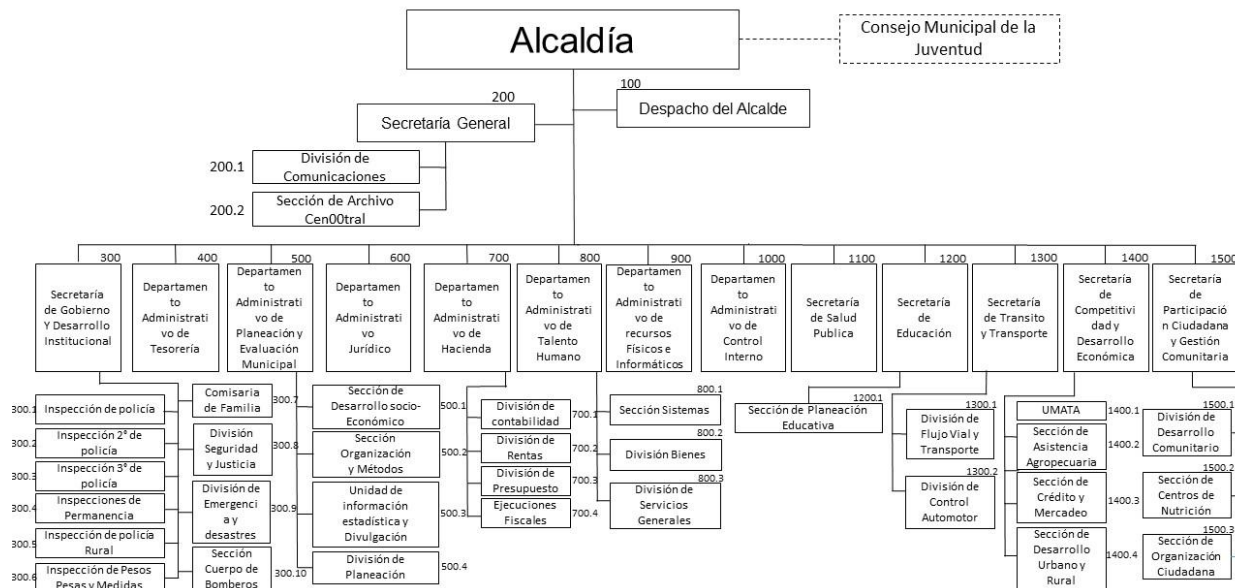 Alcaldía
Consejo Municipal de la
Juventud
100
Despacho del Alcalde
200
Secretaría General
200.1
División de
Comunicaciones
200.2
Sección de Archivo
Cen00tral
300
Secretaría
de Gobierno
Y Desarrollo
Institucional
400
Departamen
to
Administrati
vo de
Tesorería
500
Departamen
to
Administrati
vo de
Planeación y
Evaluación
Municipal
600
Departamen
to
Administrati
vo
Jurídico
700
Departamen
to
Administrati
vo de
Hacienda
800
Departamen
to
Administrati
vo de
Talento
Humano
900
Departamen
to
Administrati
vo de
recursos
Físicos e
Informáticos
1000
Departamen
to
Administrati
vo de
Control
Interno
1100
Secretaría
de Salud
Publica
1200
Secretaría
de
Educación
1300
Secretaría
de Transito
y Transporte
1400
Secretaría
de
Competitivi
dad y
Desarrollo
Económica
1500
Secretaría
de
Participació
n Ciudadana
y Gestión
Comunitaria
300.1
Inspección de policía
300.2
Inspección 2ª de
policía
300.3
Inspección 3ª de
policía
300.4
Inspecciones de
Permanencia
300.5
Inspección de policía
Rural
300.6
Inspección de Pesos
Pesas y Medidas
Comisaria
de Familia
300.7
División
Seguridad
y Justicia
300.8
División de
Emergenc
ia y
desastres
300.9
Sección
Cuerpo de
Bomberos
300.10
Sección de
Desarrollo socio-
Económico
500.1
Sección
Organización
y Métodos
500.2
Unidad de
información
estadística y
Divulgación
500.3
División de
Planeación
500.4
División de
contabilidad
700.1
División de
Rentas
700.2
División de
Presupuesto
700.3
Ejecuciones
Fiscales
700.4
800.1
Sección Sistemas
800.2
División Bienes
800.3
División de
Servicios
Generales
1200.1
Sección de Planeación
Educativa
1300.1
División de
Flujo Vial y
Transporte
1300.2
División de
Control
Automotor
UMATA
1400.1
Sección de
Asistencia
Agropecuaria
1400.2
Sección de
Crédito y
Mercadeo
1400.3
Sección de
Desarrollo
Urbano y
Rural
1400.4
1500.1
División de
Desarrollo
Comunitario
1500.2
Sección de
Centros de
Nutrición
1500.3
Sección de
Organización
Ciudadana